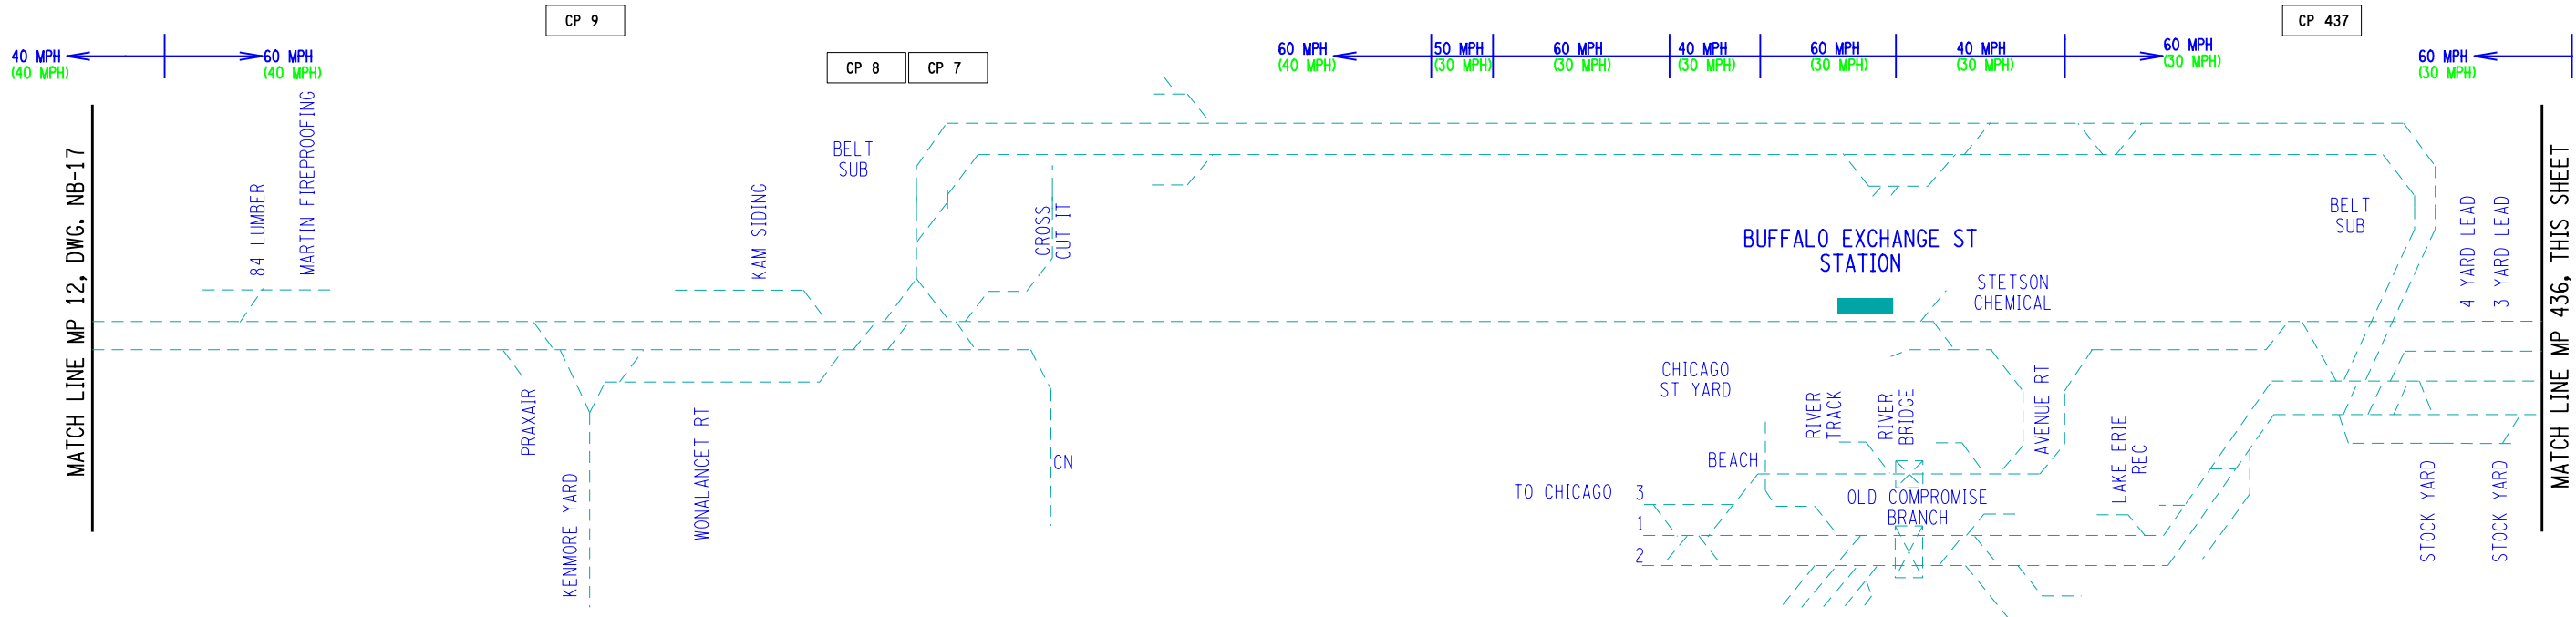 CP 9
CP 437
CP 8
CP 7
40 MPH
(40 MPH)
60 MPH
(40 MPH)
60 MPH
(40 MPH)
50 MPH
(30 MPH)
60 MPH
(30 MPH)
40 MPH
(30 MPH)
60 MPH
(30 MPH)
40 MPH
(30 MPH)
60 MPH
(30 MPH)
60 MPH
(30 MPH)
MATCH LINE MP 12, DWG. NB-17
84 LUMBER
MARTIN FIREPROOFING
PRAXAIR
KENMORE YARD
WONALANCET RT
KAM SIDING
BELT
SUB
CROSS
CUT IT
CN
BUFFALO EXCHANGE ST
STATION
STETSON
CHEMICAL
CHICAGO
ST YARD
RIVER
TRACK
RIVER
BRIDGE
AVENUE RT
BEACH
TO CHICAGO
3
1
2
OLD COMPROMISE
BRANCH
LAKE ERIE
REC
BELT
SUB
4 YARD LEAD
3 YARD LEAD
STOCK YARD
STOCK YARD
MATCH LINE MP 436, THIS SHEET